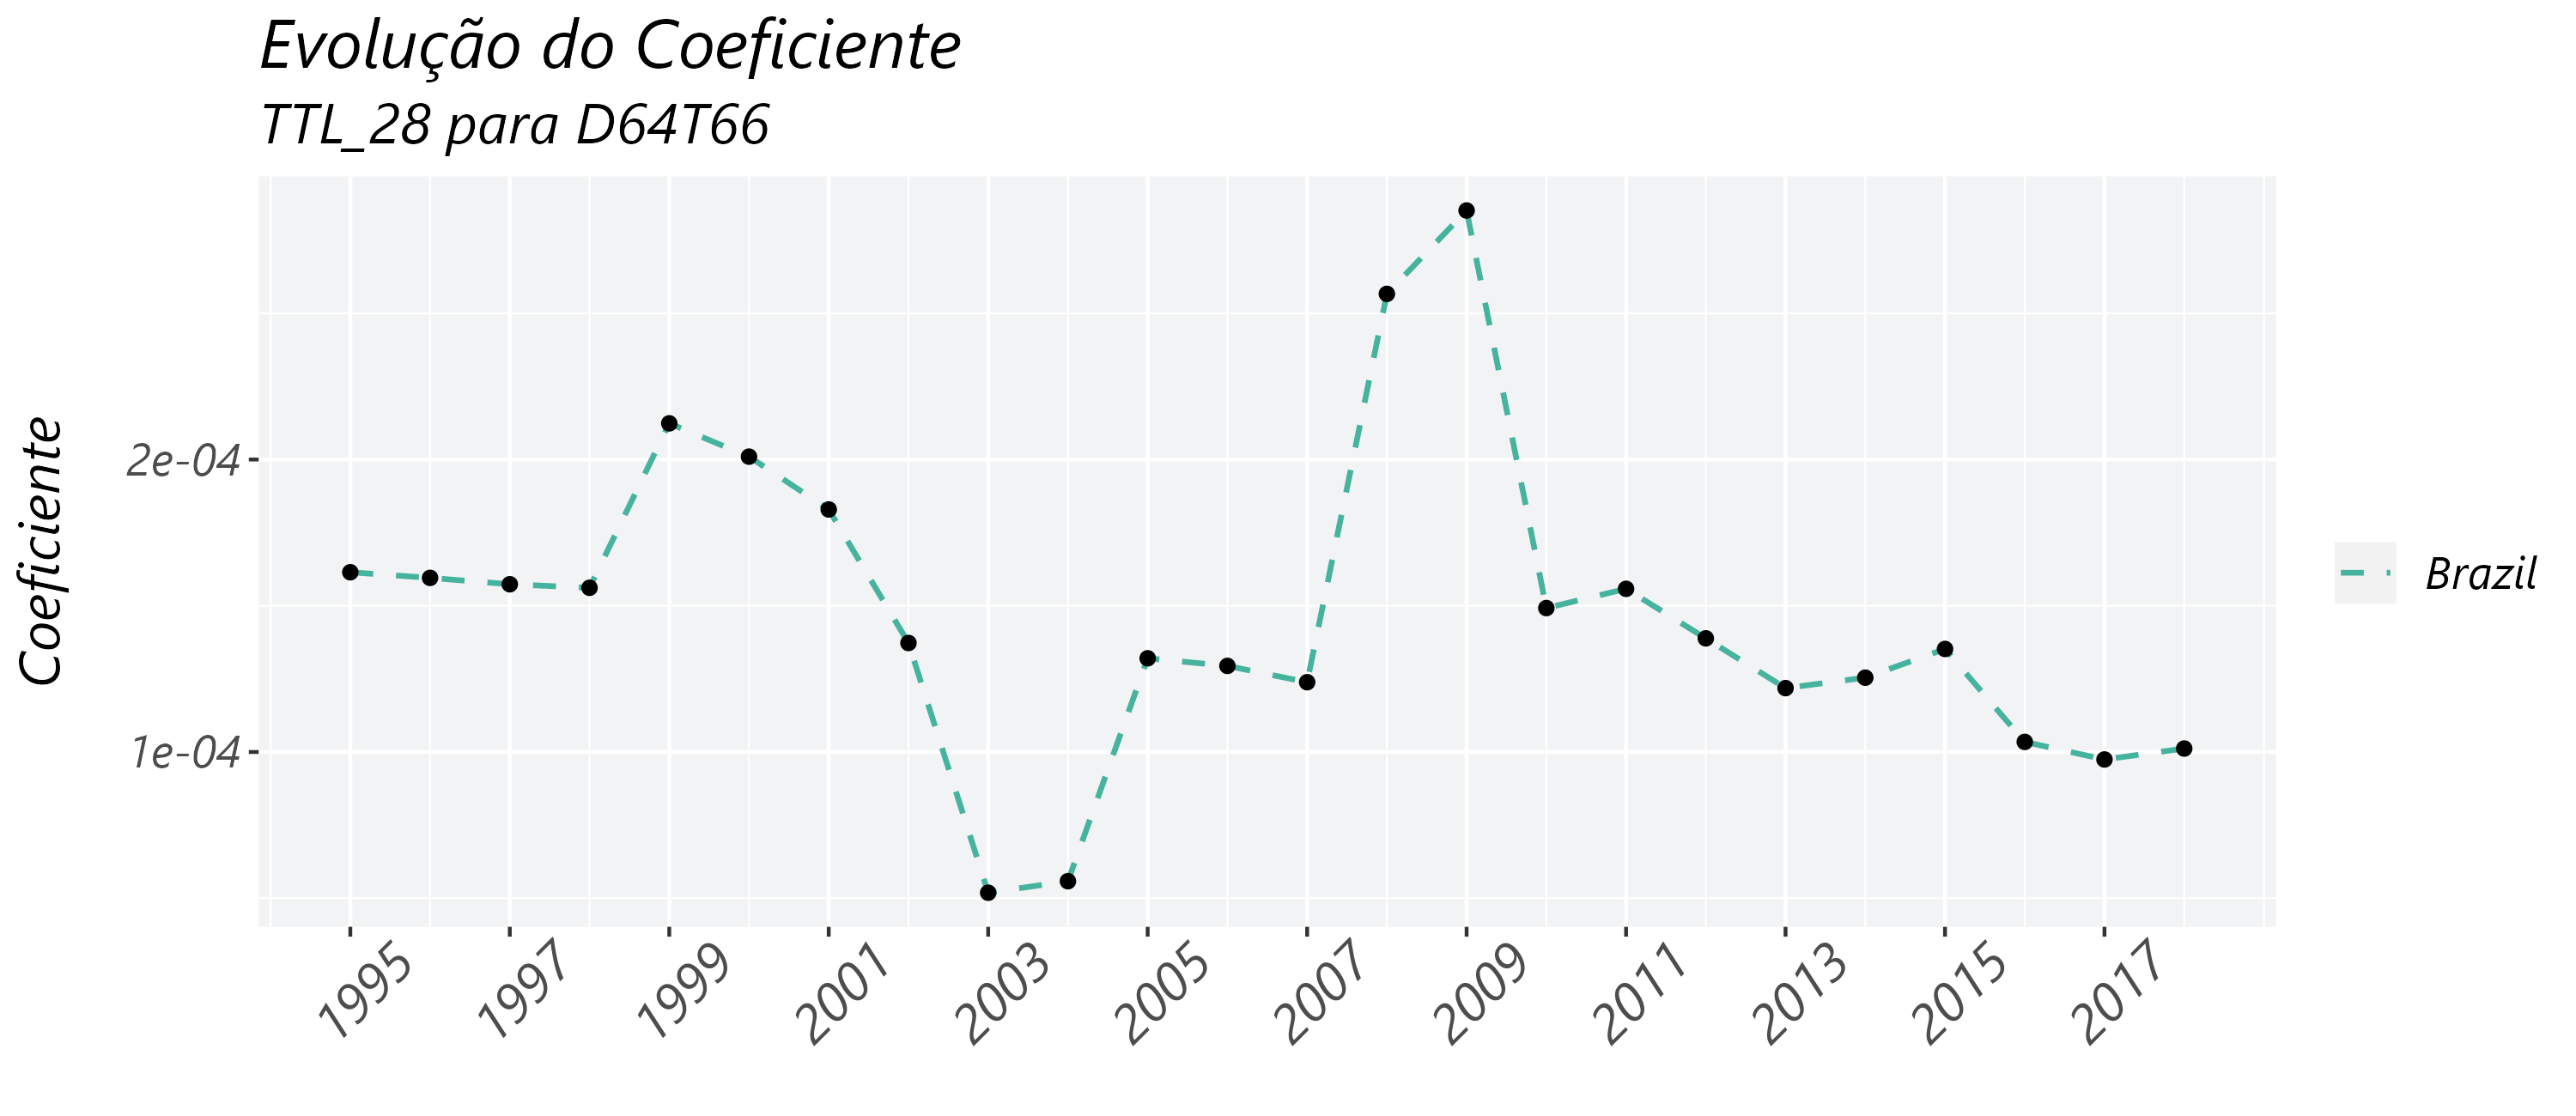 Evolução do Coeficiente
TTL_28 para D64T66
Coeficiente
2e-04
1e-04
1995 1997 1999 2001 2003 2005 2007 2009 2011 2013 2015 2017
Brazil